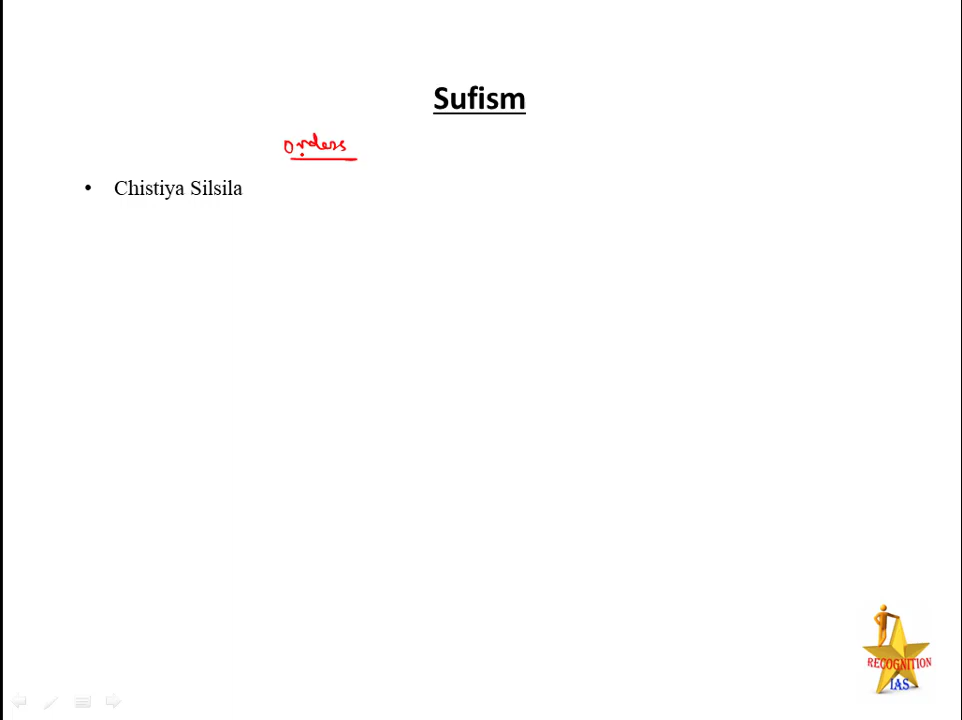 Sufism
orders
• Chistiya Silsila
RECOGNITION
IAS